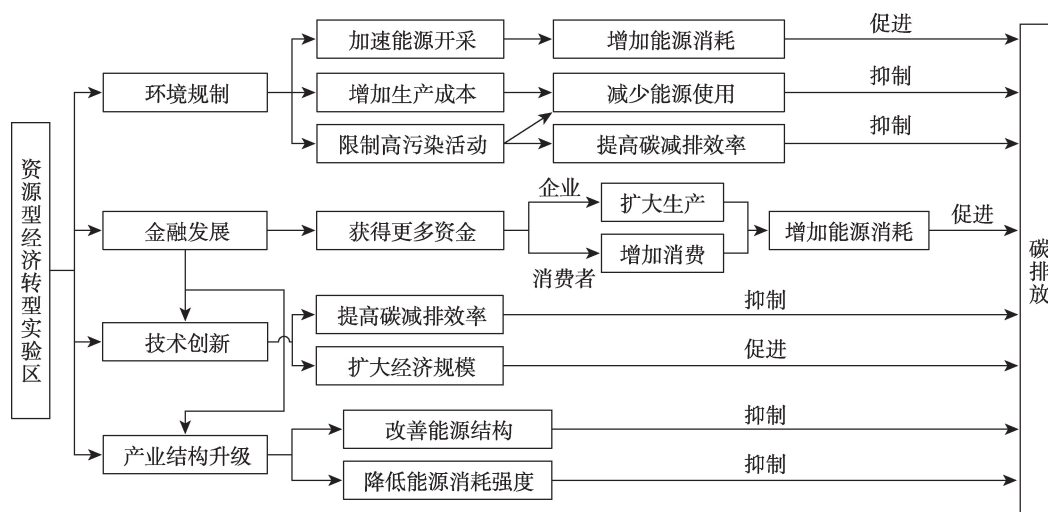 加速能源开采
增加能源消耗
促进
环境规制
增加生产成本
减少能源使用
抑制
限制高污染活动
提高碳减排效率
抑制
资源型经济转型实验区
金融发展
获得更多资金
企业
扩大生产
消费者
增加消费
增加能源消耗
促进
碳排放
技术创新
提高碳减排效率
抑制
扩大经济规模
促进
产业结构升级
改善能源结构
抑制
降低能源消耗强度
抑制